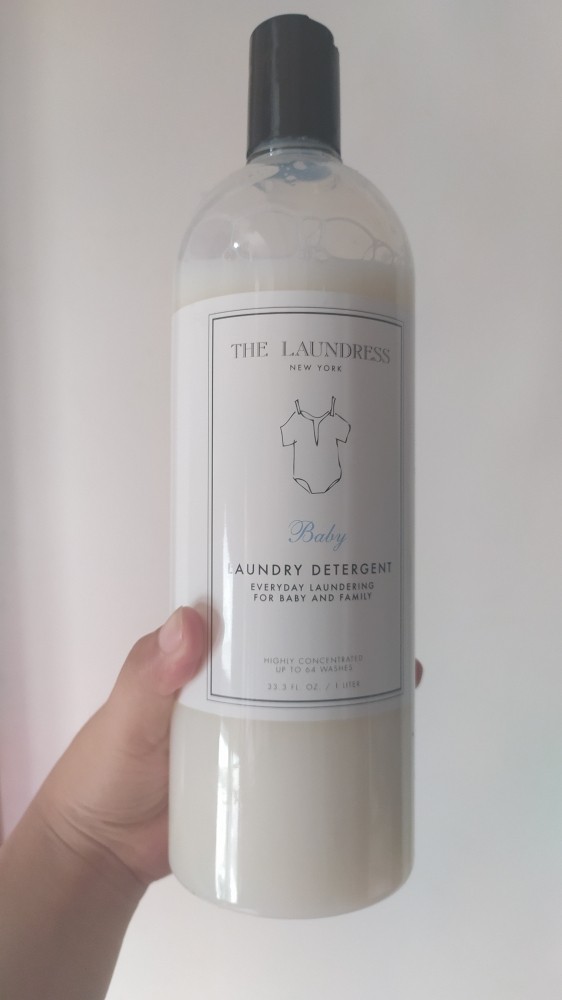 THE LAUNDRESS
NEW YORK
Baby
LAUNDRY DETERGENT
EVERYDAY LAUNDERING
FOR BABY AND FAMILY
HIGHLY CONCENTRATED
UP TO 64 WASHES
33.3 FL. OZ. / 1 LITER